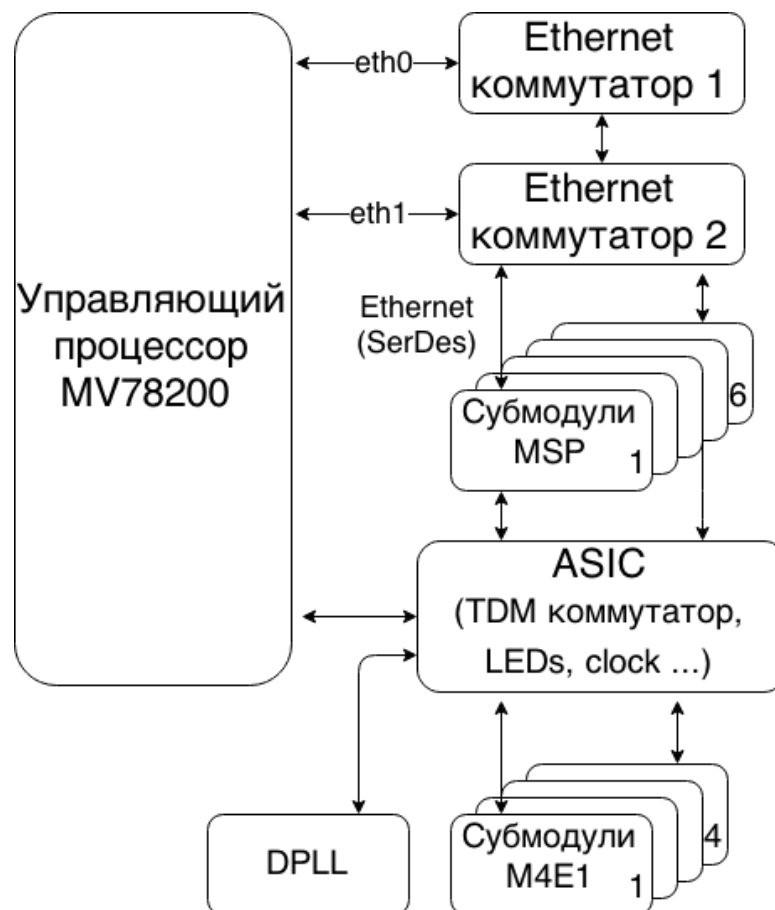 Ethernet
коммутатор 1
eth0
Ethernet
коммутатор 2
eth1
Управляющий
процессор
MV78200
Ethernet
(SerDes)
6
Субмодули
MSP
1
ASIC
(TDM коммутатор,
LEDs, clock ...)
DPLL
4
Субмодули
M4E1
1